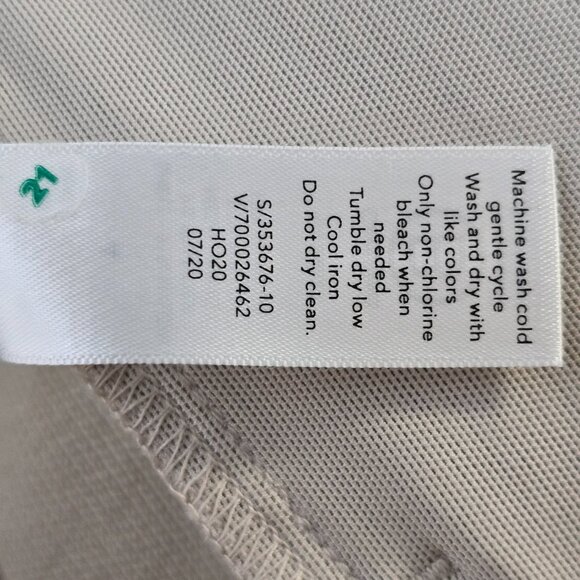 Machine wash cold
gentle cycle
Wash and dry with
like colors
Only non-chlorine
bleach when
needed
Tumble dry low
Cool iron
Do not dry clean.
S/353676-10
V/700026462
HO20
07/20
21